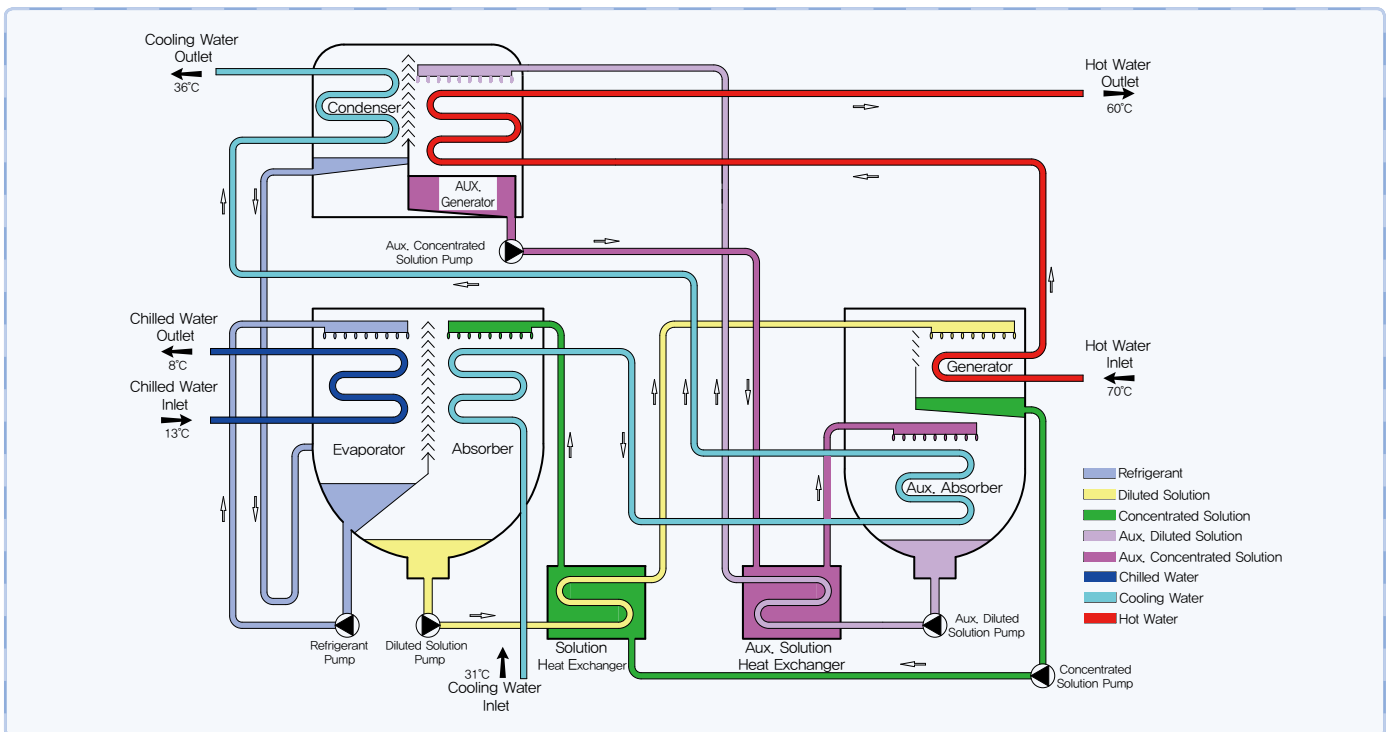 Cooling Water
Outlet
36°C
Condenser
Hot Water
Outlet
60°C
AUX.
Generator
Aux. Concentrated
Solution Pump
Chilled Water
Outlet
8°C
Chilled Water
Inlet
13°C
Evaporator
Absorber
Generator
Hot Water
Inlet
70°C
Aux. Absorber
Refrigerant
Diluted Solution
Concentrated Solution
Aux. Diluted Solution
Aux. Concentrated Solution
Chilled Water
Cooling Water
Hot Water
Refrigerant
Pump
Diluted Solution
Pump
31°C
Cooling Water
Inlet
Solution
Heat Exchanger
Aux. Solution
Heat Exchanger
Aux. Diluted
Solution Pump
Concentrated
Solution Pump